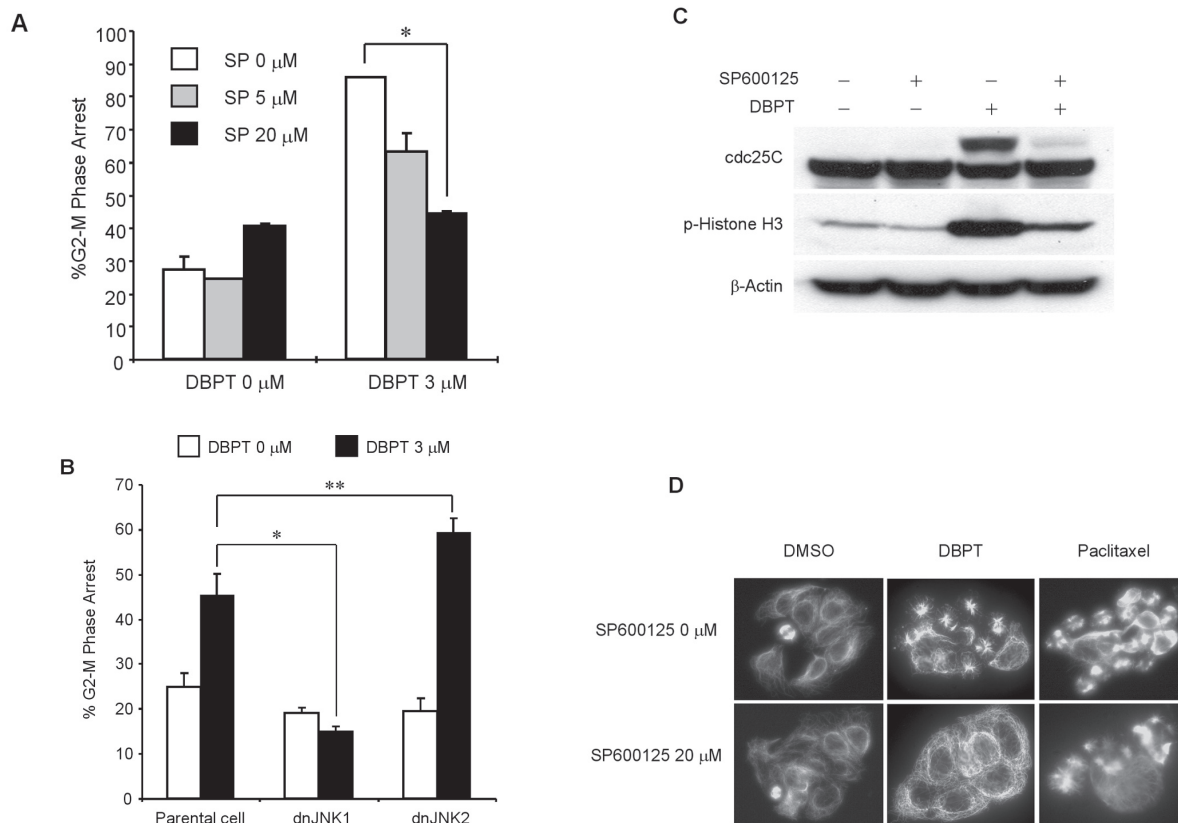 A
100
90
80
70
60
50
40
30
20
10
0
%G2-M Phase Arrest
SP 0 μM
SP 5 μM
SP 20 μM
*
DBPT 0 μM
DBPT 3 μM
B
DBPT 0 μM
DBPT 3 μM
70
60
50
40
30
20
10
0
% G2-M Phase Arrest
**
*
Parental cell
dnJNK1
dnJNK2
C
SP600125 − + − +
DBPT − − + +
cdc25C
p-Histone H3
β-Actin
D
DMSO DBPT Paclitaxel
SP600125 0 μM
SP600125 20 μM